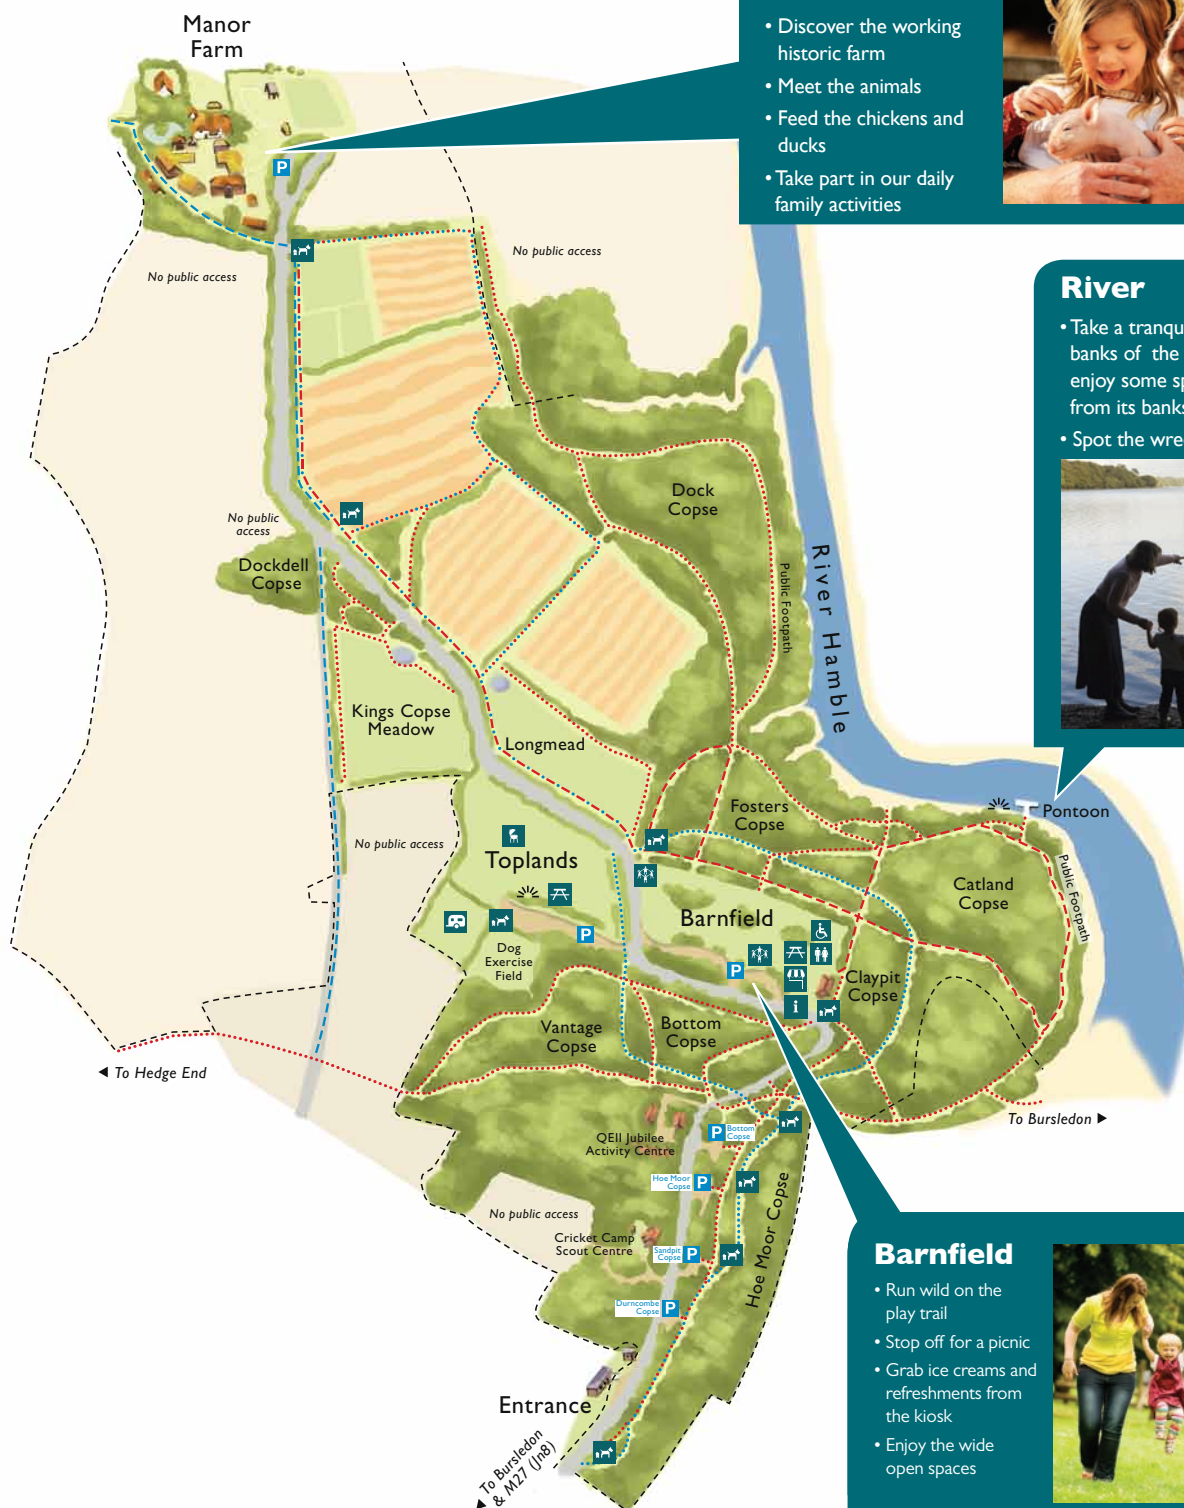 Manor
Farm
• Discover the working
historic farm
• Meet the animals
• Feed the chickens and
ducks
• Take part in our daily
family activities
P
No public access
No public access
River
• Take a tranqu
banks of the
enjoy some sp
from its banks
• Spot the wre
Dock
Copse
No public
access
Dockdell
Copse
Public Footpath
River Hamble
Kings Copse
Meadow
Longmead
Fosters
Copse
Pontoon
No public access
Toplands
Catland
Copse
Public Footpath
Barnfield
P
Dog
Exercise
Field
P
Claypit
Copse
i
Vantage
Copse
Bottom
Copse
◄ To Hedge End
To Bursledon ►
QEII Jubilee
Activity Centre
P
Bottom
Copse
Hoe Moor
Copse
P
Hoe Moor Copse
No public access
Cricket Camp
Scout Centre
Sandpit
Copse
P
Durncombe
Copse
P
Entrance
◄ To Bursledon
& M27 (Jn8)
Barnfield
• Run wild on the
play trail
• Stop off for a picnic
• Grab ice creams and
refreshments from
the kiosk
• Enjoy the wide
open spaces